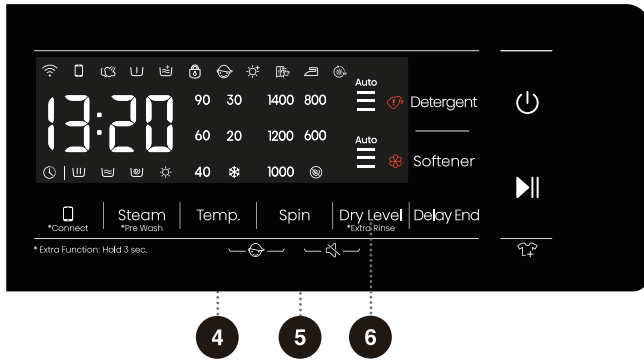 Auto
13:20
90 30 1400 800
Detergent
60 20 1200 600
Auto
Softener
40 1000
*Connect
Steam
*Pre Wash
Temp.
Spin
Dry Level
*Extra Rinse
Delay End
* Extra Function: Hold 3 sec.
4 5 6